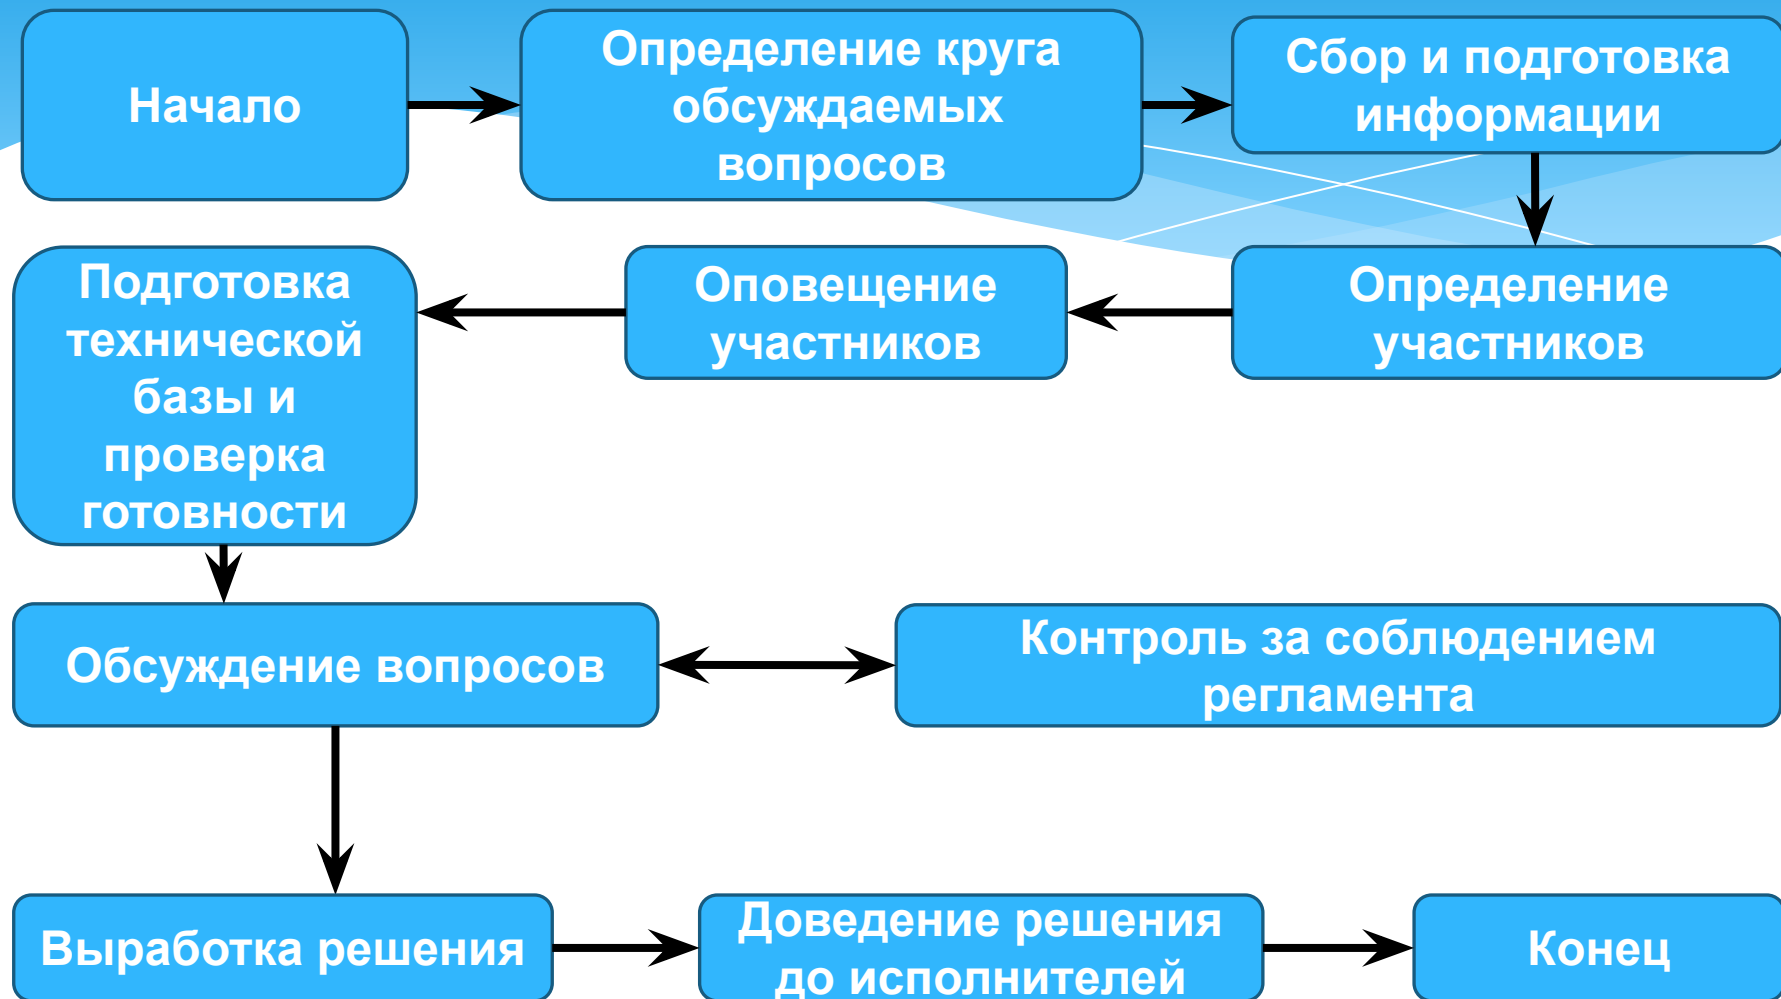 Начало
Определение круга
обсуждаемых
вопросов
Сбор и подготовка
информации
Подготовка
технической
базы и
проверка
готовности
Оповещение
участников
Определение
участников
Обсуждение вопросов
Контроль за соблюдением
регламента
Выработка решения
Доведение решения
до исполнителей
Конец